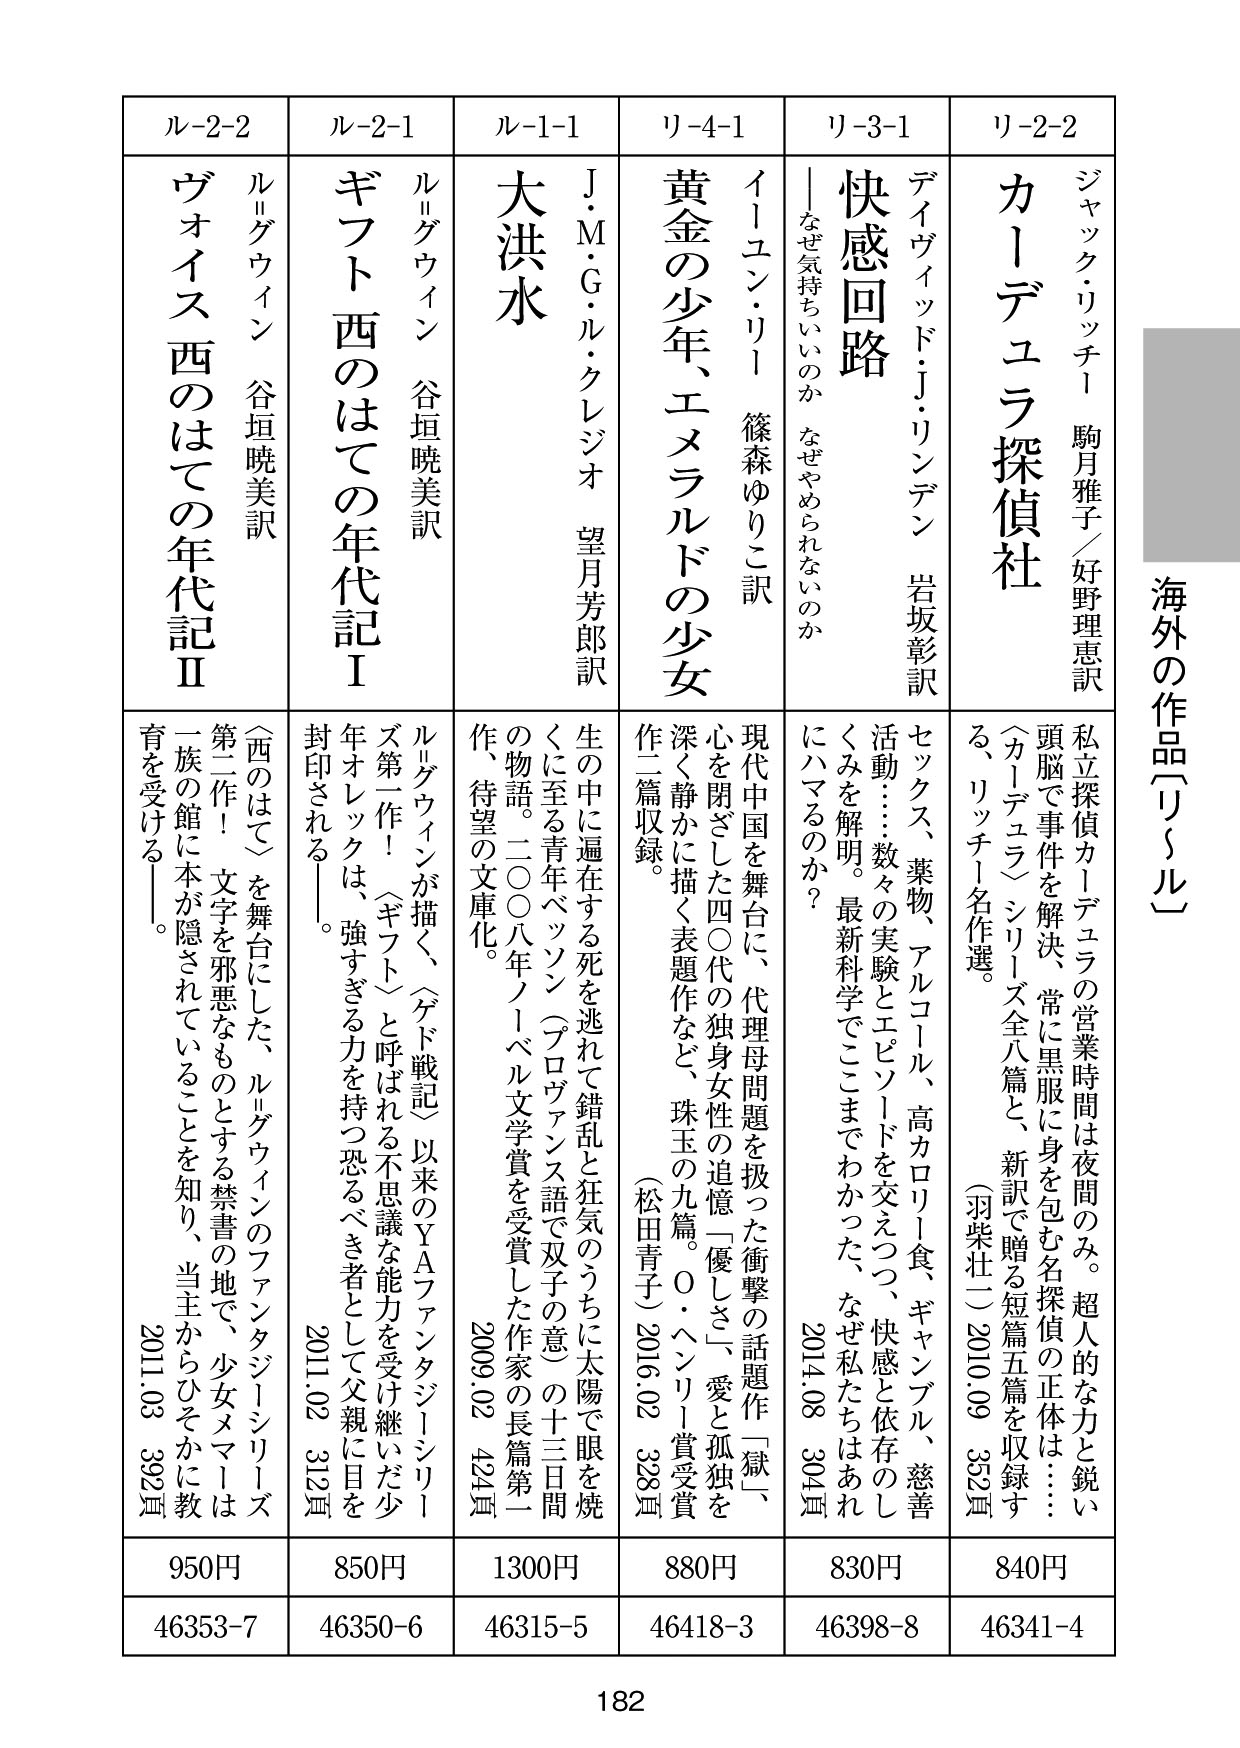 海外の作品〔リ〜ル〕
リ-2-2
ジャック・リッチー 駒月雅子／好野理恵訳
カーデュラ探偵社
私立探偵カーデュラの営業時間は夜間のみ。超人的な力と鋭い
頭脳で事件を解決、常に黒服に身を包む名探偵の正体は……
〈カーデュラ〉シリーズ全八篇と、新訳で贈る短篇五篇を収録す
る、リッチー名作選。
（羽柴壮一）2010.09 352頁
840円
46341-4
リ-3-1
デイヴィッド・J・リンデン 岩坂彰訳
快感回路
──なぜ気持ちいいのか なぜやめられないのか
セックス、薬物、アルコール、高カロリー食、ギャンブル、慈善
活動……数々の実験とエピソードを交えつつ、快感と依存のし
くみを解明。最新科学でここまでわかった、なぜ私たちはあれ
にハマるのか？
2014.08 304頁
830円
46398-8
リ-4-1
イーユン・リー 篠森ゆりこ訳
黄金の少年、エメラルドの少女
現代中国を舞台に、代理母問題を扱った衝撃の話題作「獄」、
心を閉ざした四〇代の独身女性の追憶「優しさ」、愛と孤独を
深く静かに描く表題作など、珠玉の九篇。O・ヘンリー賞受賞
作二篇収録。
（松田青子）2016.02 328頁
880円
46418-3
ル-1-1
J・M・G・ル・クレジオ 望月芳郎訳
大洪水
生の中に遍在する死を逃れて錯乱と狂気のうちに太陽で眼を焼
くに至る青年ベッソン（プロヴァンス語で双子の意）の十三日間
の物語。二〇〇八年ノーベル文学賞を受賞した作家の長篇第一
作、待望の文庫化。
2009.02 424頁
1300円
46315-5
ル-2-1
ル＝グウィン 谷垣暁美訳
ギフト 西のはての年代記Ⅰ
ル＝グウィンが描く、〈ゲド戦記〉以来のYAファンタジーシリー
ズ第一作！ 〈ギフト〉と呼ばれる不思議な能力を受け継いだ少
年オレックは、強すぎる力を持つ恐るべき者として父親に目を
封印される──。
2011.02 312頁
850円
46350-6
ル-2-2
ル＝グウィン 谷垣暁美訳
ヴォイス 西のはての年代記Ⅱ
〈西のはて〉を舞台にした、ル＝グウィンのファンタジーシリーズ
第二作！ 文字を邪悪なものとする禁書の地で、少女メマーは
一族の館に本が隠されていることを知り、当主からひそかに教
育を受ける──。
2011.03 392頁
950円
46353-7
182